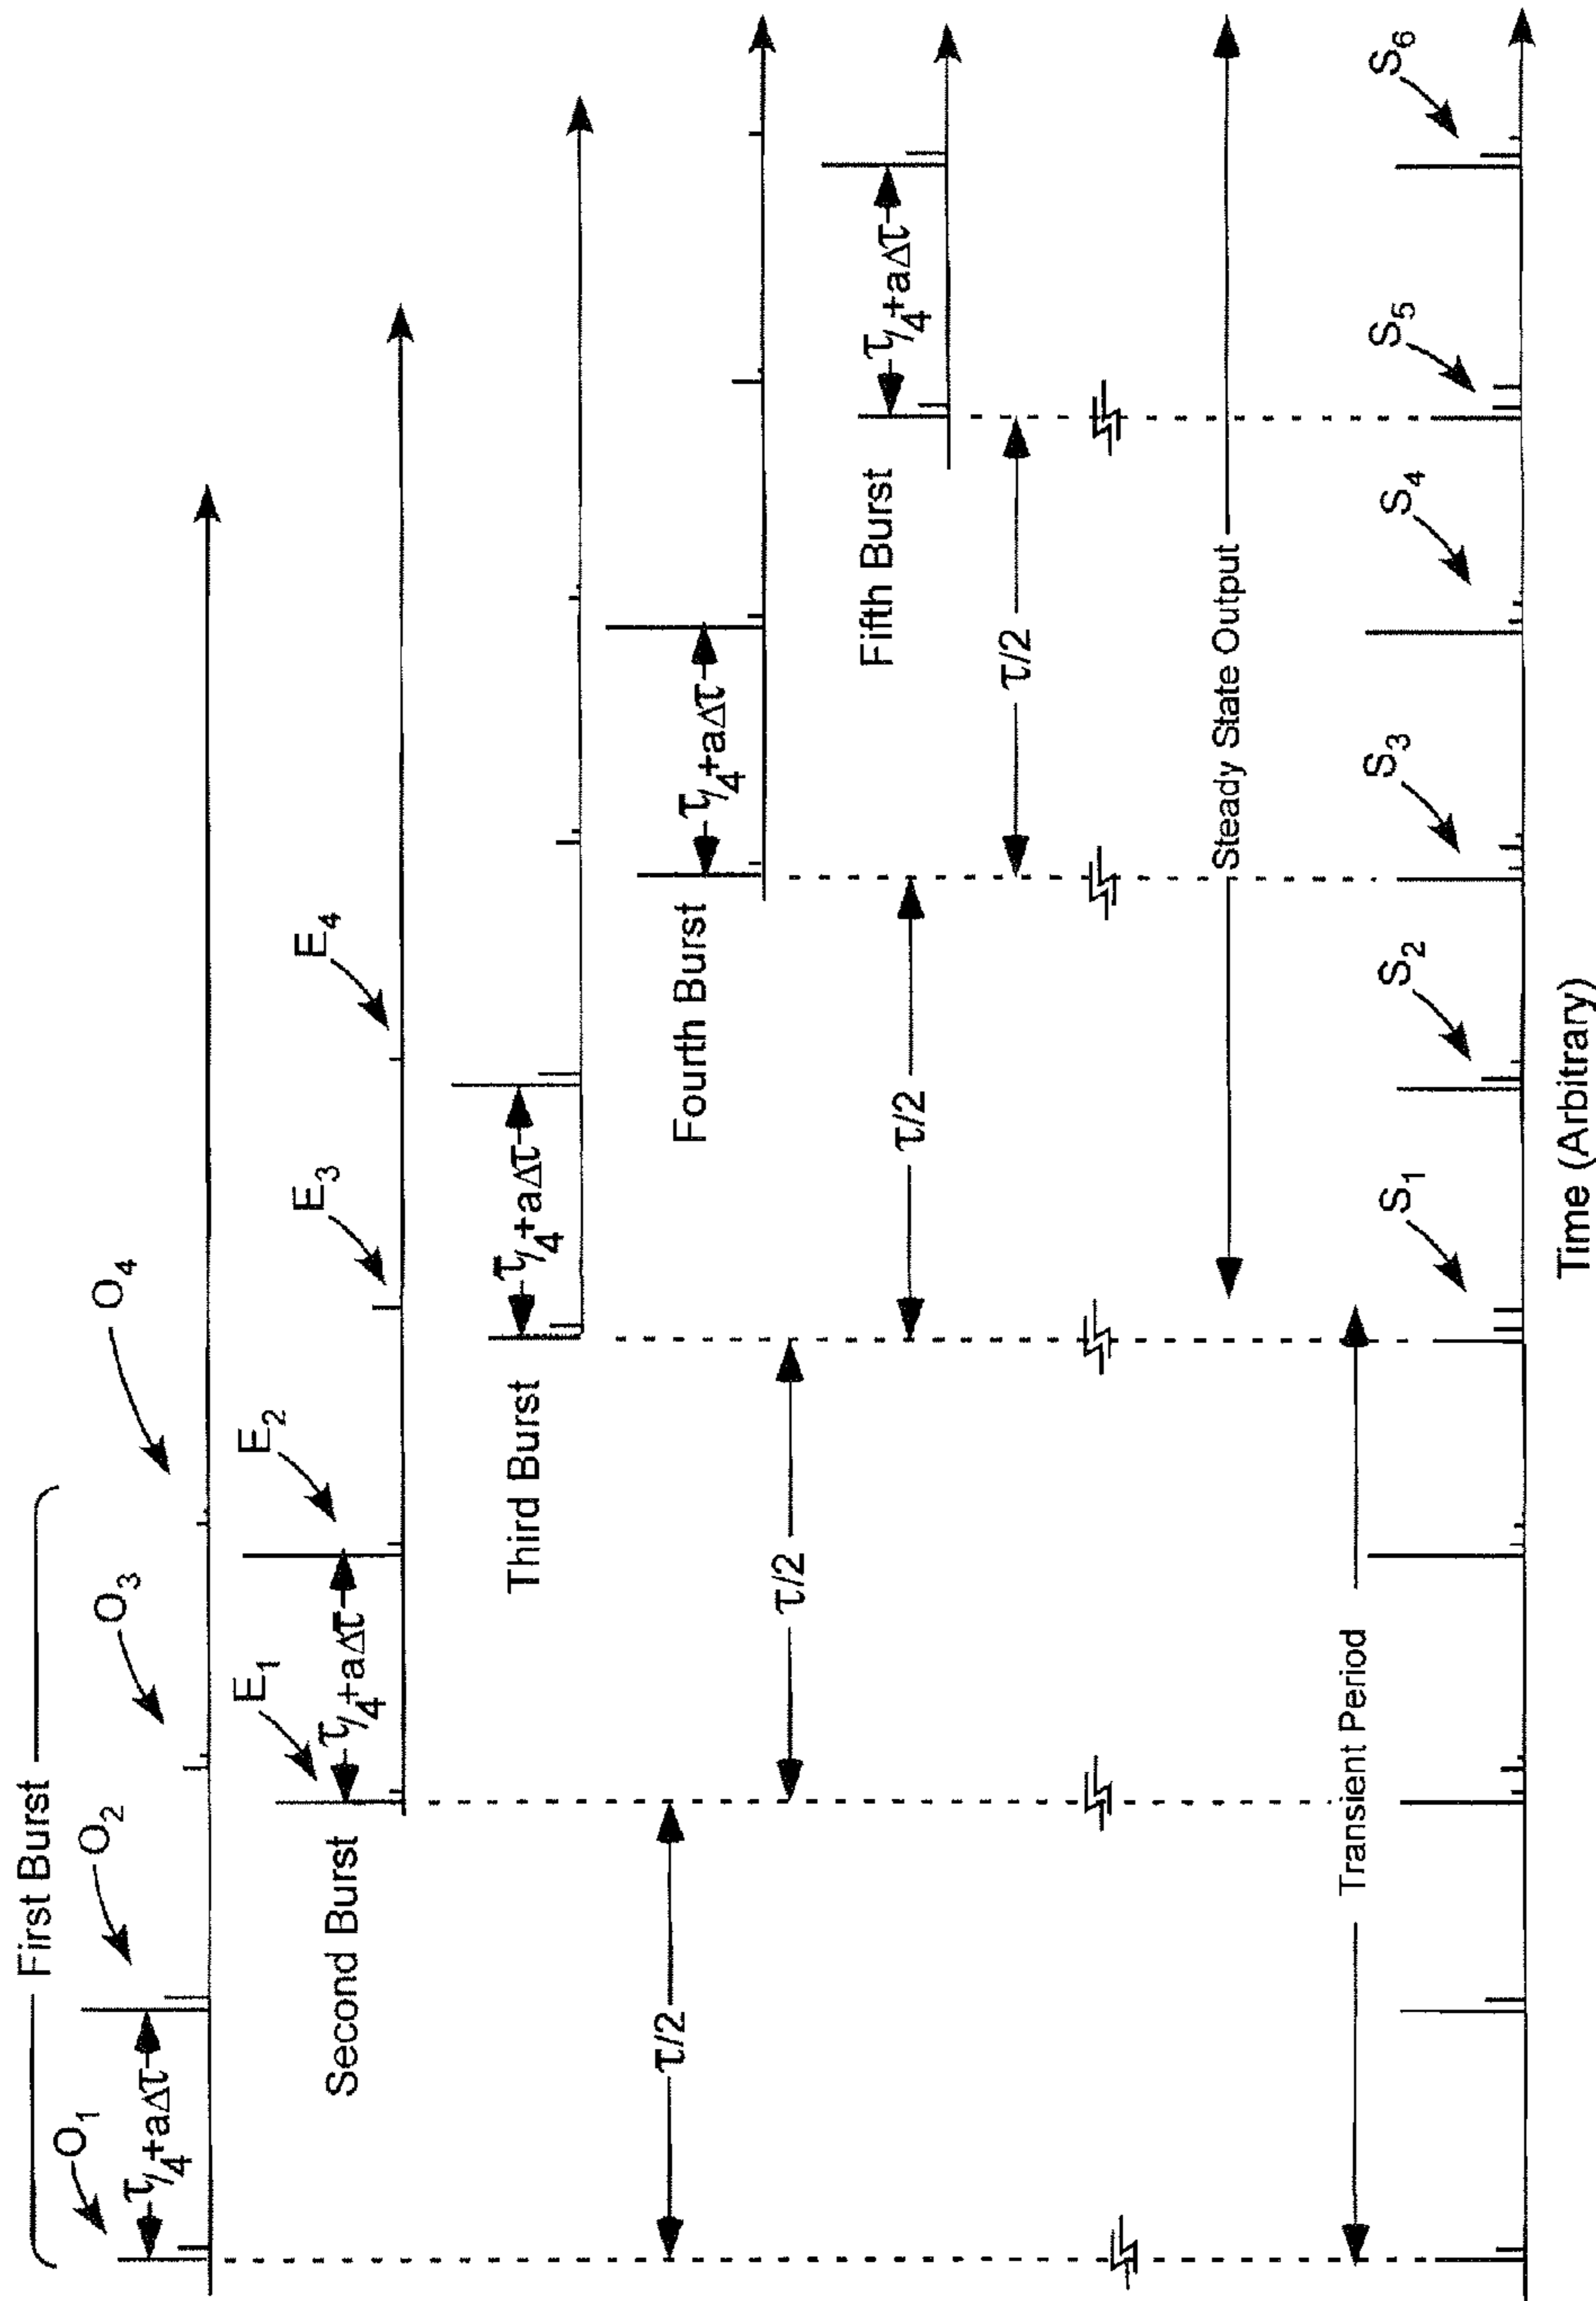 First Burst
O1
O2
O3
O4
τ/4+aΔτ
Second Burst
E1
E2
E3
E4
τ/4+aΔτ
Third Burst
τ/4+aΔτ
Fourth Burst
τ/4+aΔτ
Fifth Burst
τ/4+aΔτ
τ/2
τ/2
τ/2
τ/2
Steady State Output
Transient Period
S1
S2
S3
S4
S5
S6
Time (Arbitrary)